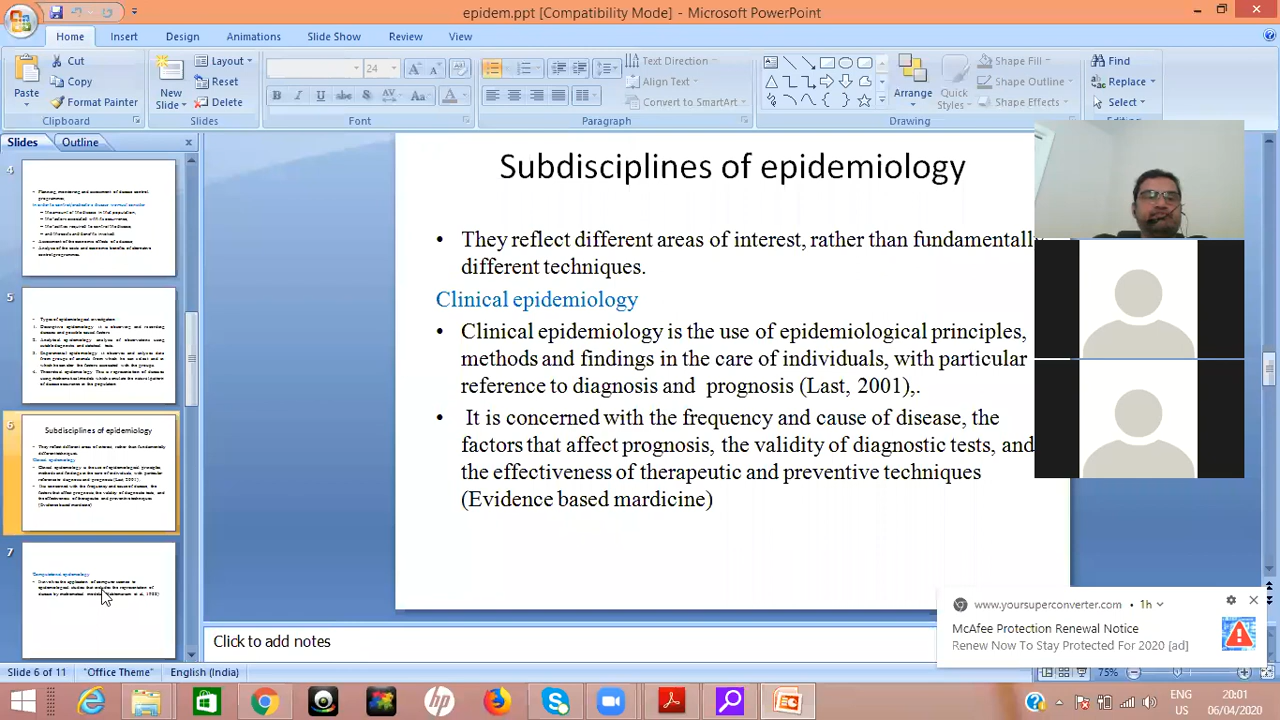 epidem.ppt [Compatibility Mode] - Microsoft PowerPoint
Home Insert Design Animations Slide Show Review View
Cut Layout 24 Text Direction Shape Fill Find
Copy Reset Align Text Shape Outline Replace
Paste Format Painter New Slide Delete Convert to SmartArt Arrange Quick Styles Shape Effects Select
Clipboard Slides Font Paragraph Drawing
Slides Outline
4
5
6
Subdisciplines of epidemiology
7
Subdisciplines of epidemiology
• They reflect different areas of interest, rather than fundamentally
different techniques.
Clinical epidemiology
• Clinical epidemiology is the use of epidemiological principles,
methods and findings in the care of individuals, with particular
reference to diagnosis and prognosis (Last, 2001),.
• It is concerned with the frequency and cause of disease, the
factors that affect prognosis, the validity of diagnostic tests, and
the effectiveness of therapeutic and preventive techniques
(Evidence based mardicine)
Click to add notes
www.yoursuperconverter.com • 1h
McAfee Protection Renewal Notice
Renew Now To Stay Protected For 2020 [ad]
Slide 6 of 11 "Office Theme" English (India) 75%
ENG 20:01
US 06/04/2020